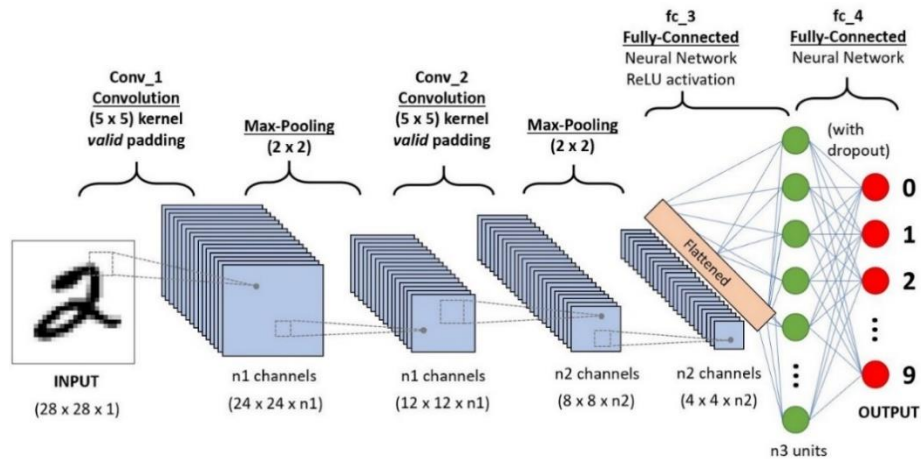 fc_3
Fully-Connected
Neural Network
ReLU activation
fc_4
Fully-Connected
Neural Network
Conv_1
Convolution
(5 x 5) kernel
valid padding
Max-Pooling
(2 x 2)
Conv_2
Convolution
(5 x 5) kernel
valid padding
Max-Pooling
(2 x 2)
(with
dropout)
Flattened
0
1
2
9
INPUT
(28 x 28 x 1)
n1 channels
(24 x 24 x n1)
n1 channels
(12 x 12 x n1)
n2 channels
(8 x 8 x n2)
n2 channels
(4 x 4 x n2)
OUTPUT
n3 units